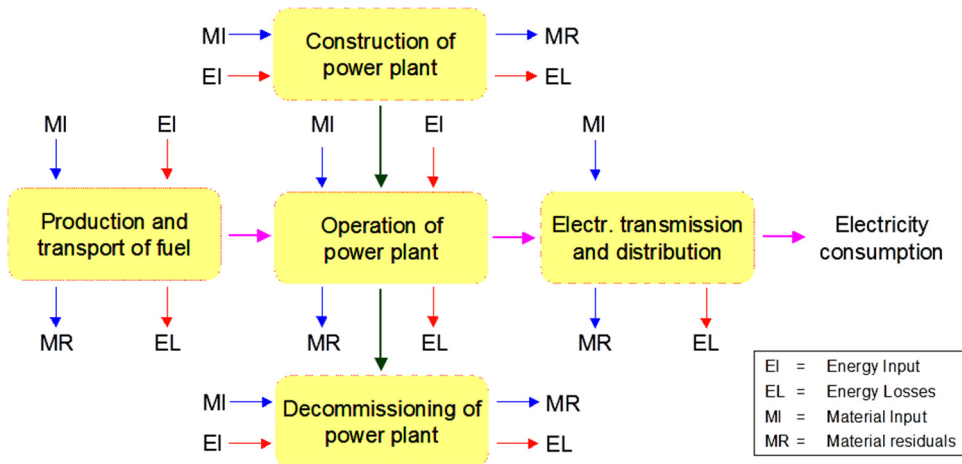 MI
Construction of
power plant
MR
EI
EL
MI
EI
MI
EI
MI
Production and
transport of fuel
Operation of
power plant
Electr. transmission
and distribution
Electricity
consumption
MR
EL
MR
EL
MR
EL
MI
Decommissioning of
power plant
MR
EI
EL
EI = Energy Input
EL = Energy Losses
MI = Material Input
MR = Material residuals